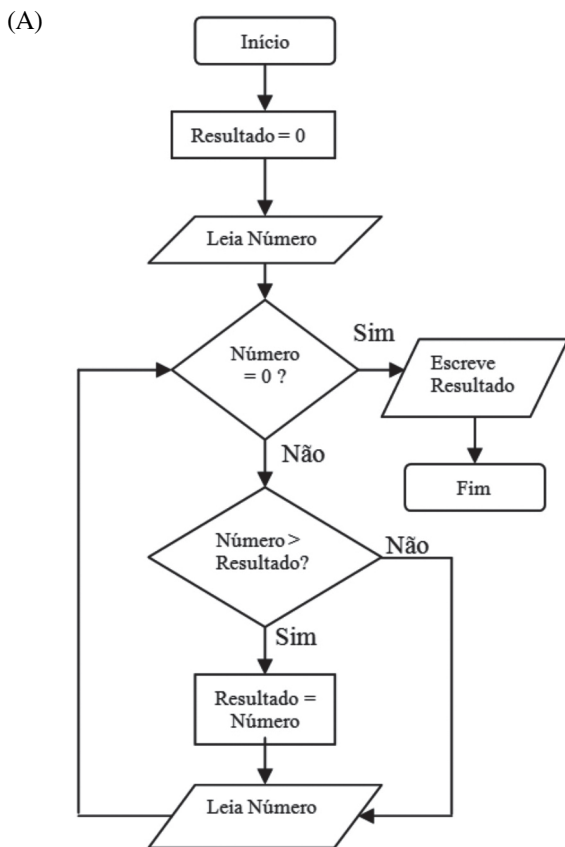 (A)
Início
Resultado = 0
Leia Número
Número
= 0 ?
Sim
Escreve
Resultado
Fim
Não
Número >
Resultado?
Não
Sim
Resultado =
Número
Leia Número